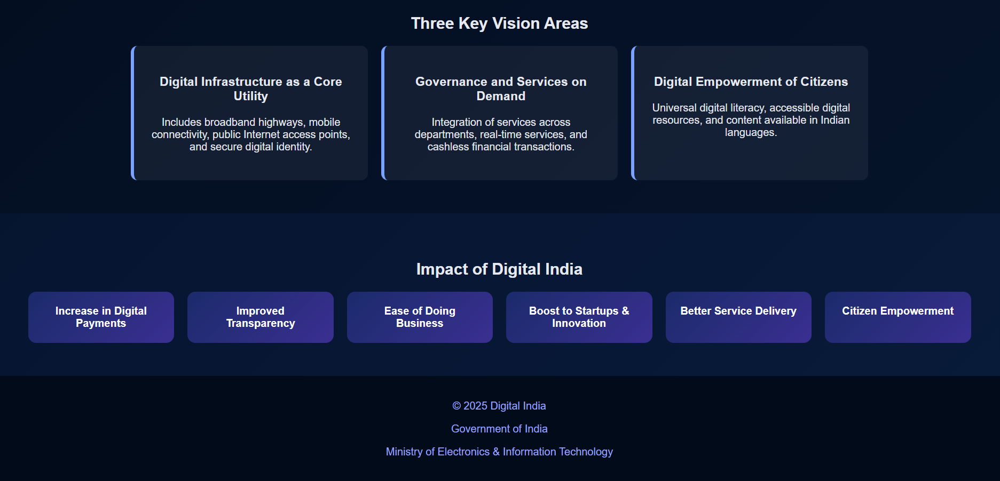 Three Key Vision Areas
Digital Infrastructure as a Core
Utility
Includes broadband highways, mobile
connectivity, public Internet access points,
and secure digital identity.
Governance and Services on
Demand
Integration of services across
departments, real-time services, and
cashless financial transactions.
Digital Empowerment of Citizens
Universal digital literacy, accessible digital
resources, and content available in Indian
languages.
Impact of Digital India
Increase in Digital
Payments
Improved
Transparency
Ease of Doing
Business
Boost to Startups &
Innovation
Better Service Delivery
Citizen Empowerment
© 2025 Digital India
Government of India
Ministry of Electronics & Information Technology